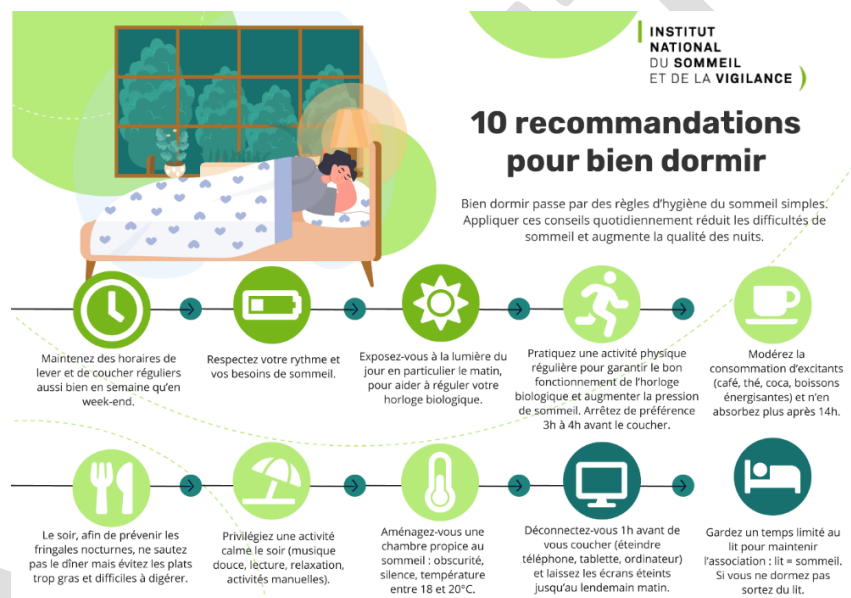 INSTITUT
NATIONAL
DU SOMMEIL
ET DE LA VIGILANCE
10 recommandations
pour bien dormir
Bien dormir passe par des règles d'hygiène du sommeil simples.
Appliquer ces conseils quotidiennement réduit les difficultés de
sommeil et augmente la qualité des nuits.
Maintenez des horaires de
lever et de coucher réguliers
aussi bien en semaine qu'en
week-end.
Respectez votre rythme et
vos besoins de sommeil.
Exposez-vous à la lumière du
jour en particulier le matin,
pour aider à réguler votre
horloge biologique.
Pratiquez une activité physique
régulière pour garantir le bon
fonctionnement de l'horloge
biologique et augmenter la pression
de sommeil. Arrêtez de préférence
3h à 4h avant le coucher.
Modérez la
consommation d'excitants
(café, thé, coca, boissons
énergisantes) et n'en
absorbez plus après 14h.
Le soir, afin de prévenir les
fringales nocturnes, ne sautez
pas le dîner mais évitez les plats
trop gras et difficiles à digérer.
Privilégiez une activité
calme le soir (musique
douce, lecture, relaxation,
activités manuelles).
Aménagez-vous une
chambre propice au
sommeil : obscurité,
silence, température
entre 18 et 20°C.
Déconnectez-vous 1h avant de
vous coucher (éteindre
téléphone, tablette, ordinateur)
et laissez les écrans éteints
jusqu'au lendemain matin.
Gardez un temps limité au
lit pour maintenir
l'association : lit = sommeil.
Si vous ne dormez pas
sortez du lit.